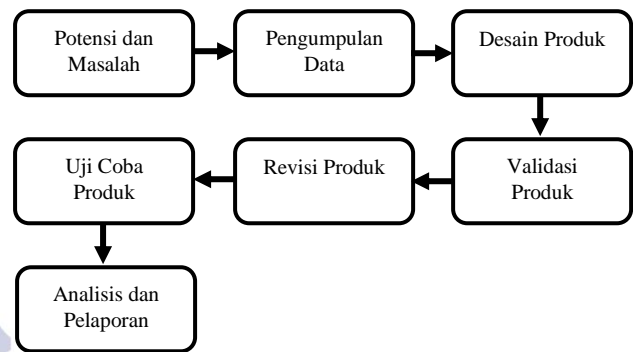 Potensi dan
Masalah
Pengumpulan
Data
Desain Produk
Validasi
Produk
Revisi Produk
Uji Coba
Produk
Analisis dan
Pelaporan